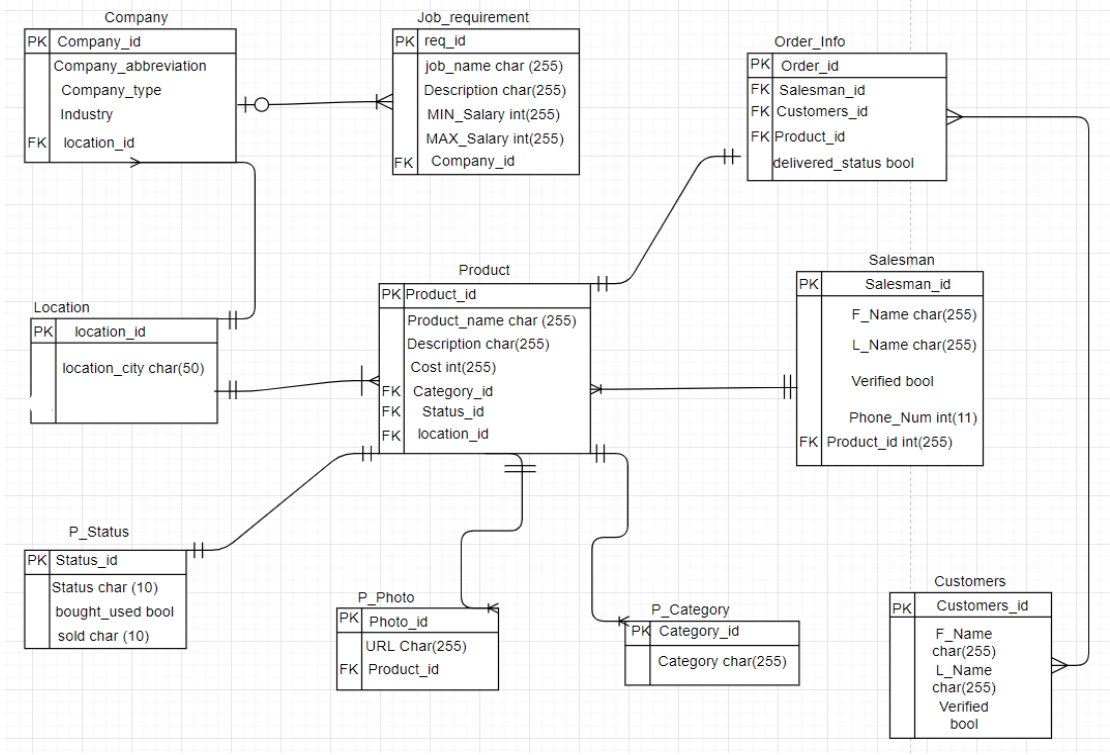 Company
PK Company_id
Company_abbreviation
Company_type
Industry
FK location_id
Job_requirement
PK req_id
job_name char (255)
Description char(255)
MIN_Salary int(255)
MAX_Salary int(255)
FK Company_id
Order_Info
PK Order_id
FK Salesman_id
FK Customers_id
FK Product_id
delivered_status bool
Location
PK location_id
location_city char(50)
Product
PK Product_id
Product_name char (255)
Description char(255)
Cost int(255)
FK Category_id
FK Status_id
FK location_id
Salesman
PK Salesman_id
F_Name char(255)
L_Name char(255)
Verified bool
Phone_Num int(11)
FK Product_id int(255)
P_Status
PK Status_id
Status char (10)
bought_used bool
sold char (10)
P_Photo
PK Photo_id
URL Char(255)
FK Product_id
P_Category
PK Category_id
Category char(255)
Customers
PK Customers_id
F_Name
char(255)
L_Name
char(255)
Verified
bool